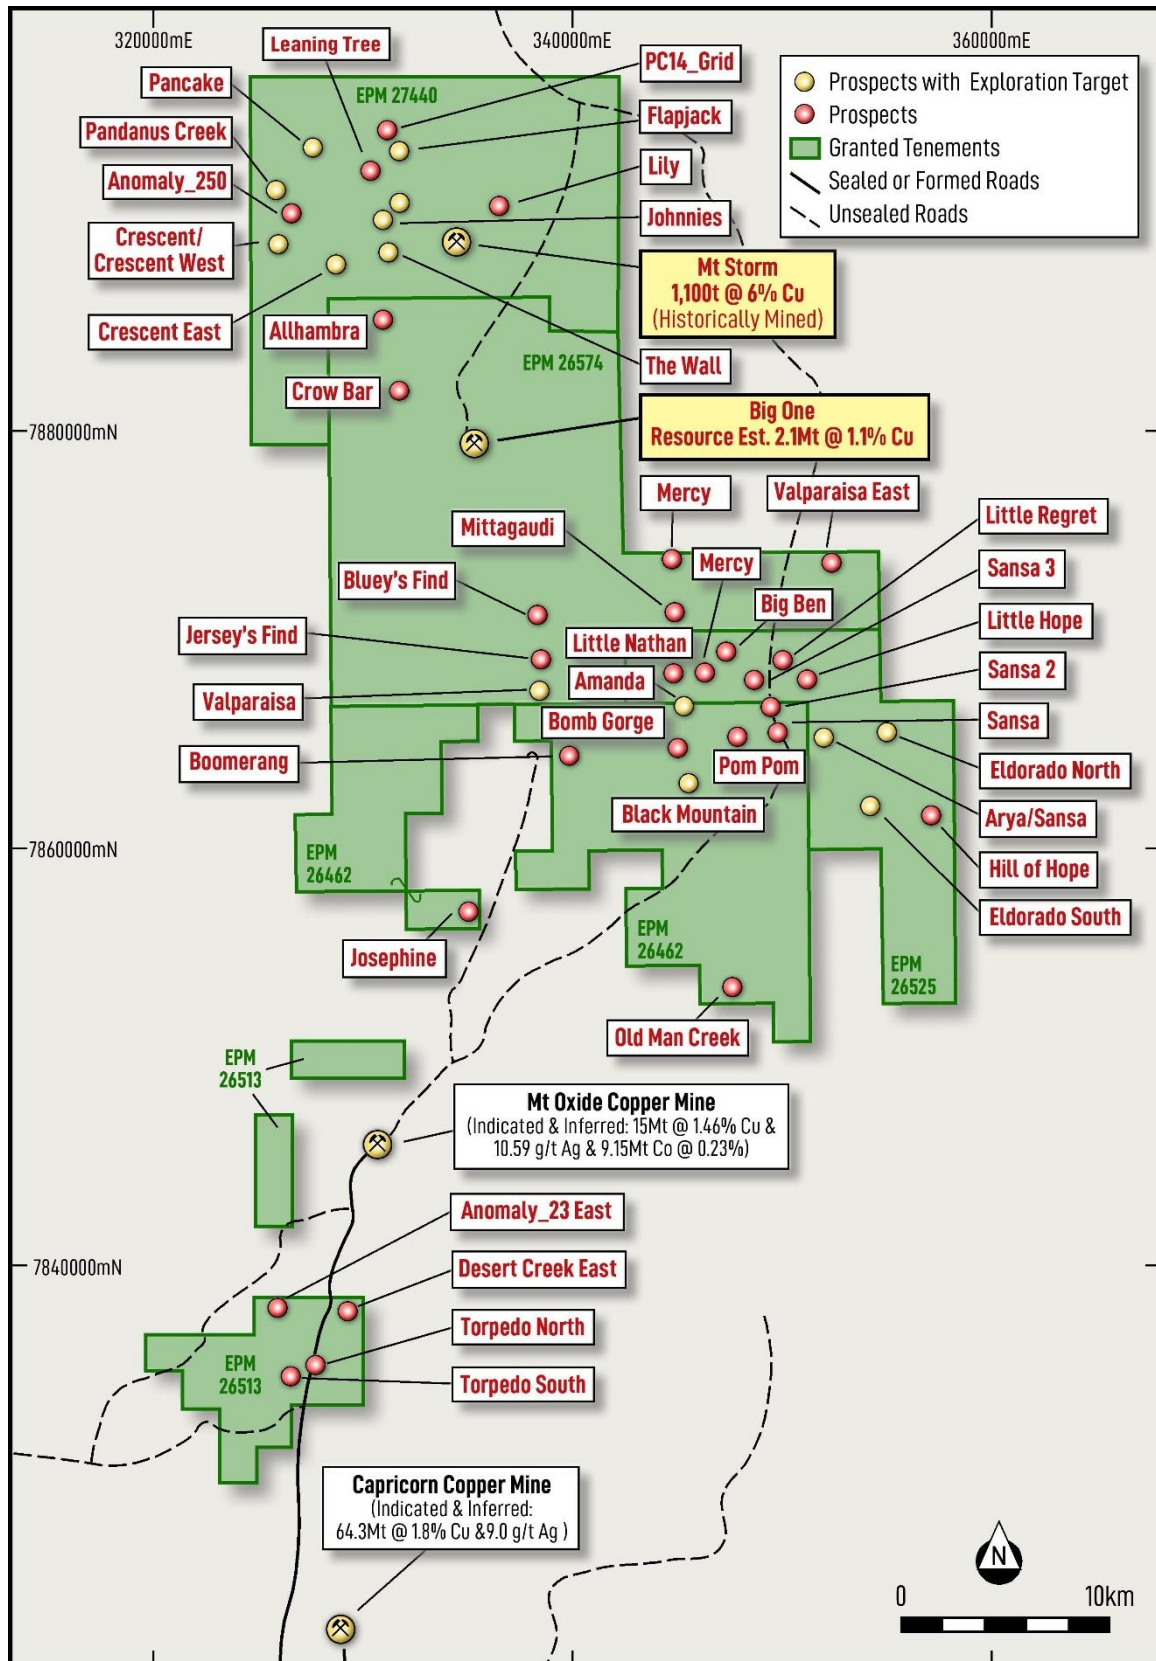 320000mE
340000mE
360000mE
Leaning Tree
PC14_Grid
Prospects with Exploration Target
Prospects
Granted Tenements
Sealed or Formed Roads
Unsealed Roads
Pancake
EPM 27440
Flapjack
Pandanus Creek
Anomaly_250
Lily
Johnnies
Crescent/
Crescent West
Mt Storm
1,100t @ 6% Cu
(Historically Mined)
Crescent East
Allhambra
EPM 26574
The Wall
Crow Bar
Big One
Resource Est. 2.1Mt @ 1.1% Cu
7880000mN
Mercy
Valparaisa East
Mittagaudi
Little Regret
Mercy
Sansa 3
Bluey's Find
Big Ben
Little Hope
Jersey's Find
Little Nathan
Sansa 2
Amanda
Valparaisa
Bomb Gorge
Sansa
Boomerang
Pom Pom
Eldorado North
Black Mountain
Arya/Sansa
7860000mN
EPM
26462
Hill of Hope
Eldorado South
Josephine
EPM
26462
EPM
26525
Old Man Creek
EPM
26513
Mt Oxide Copper Mine
(Indicated & Inferred: 15Mt @ 1.46% Cu &
10.59 g/t Ag & 9.15Mt Co @ 0.23%)
Anomaly_23 East
7840000mN
Desert Creek East
Torpedo North
EPM
26513
Torpedo South
Capricorn Copper Mine
(Indicated & Inferred:
64.3Mt @ 1.8% Cu &9.0 g/t Ag )
N
0
10km